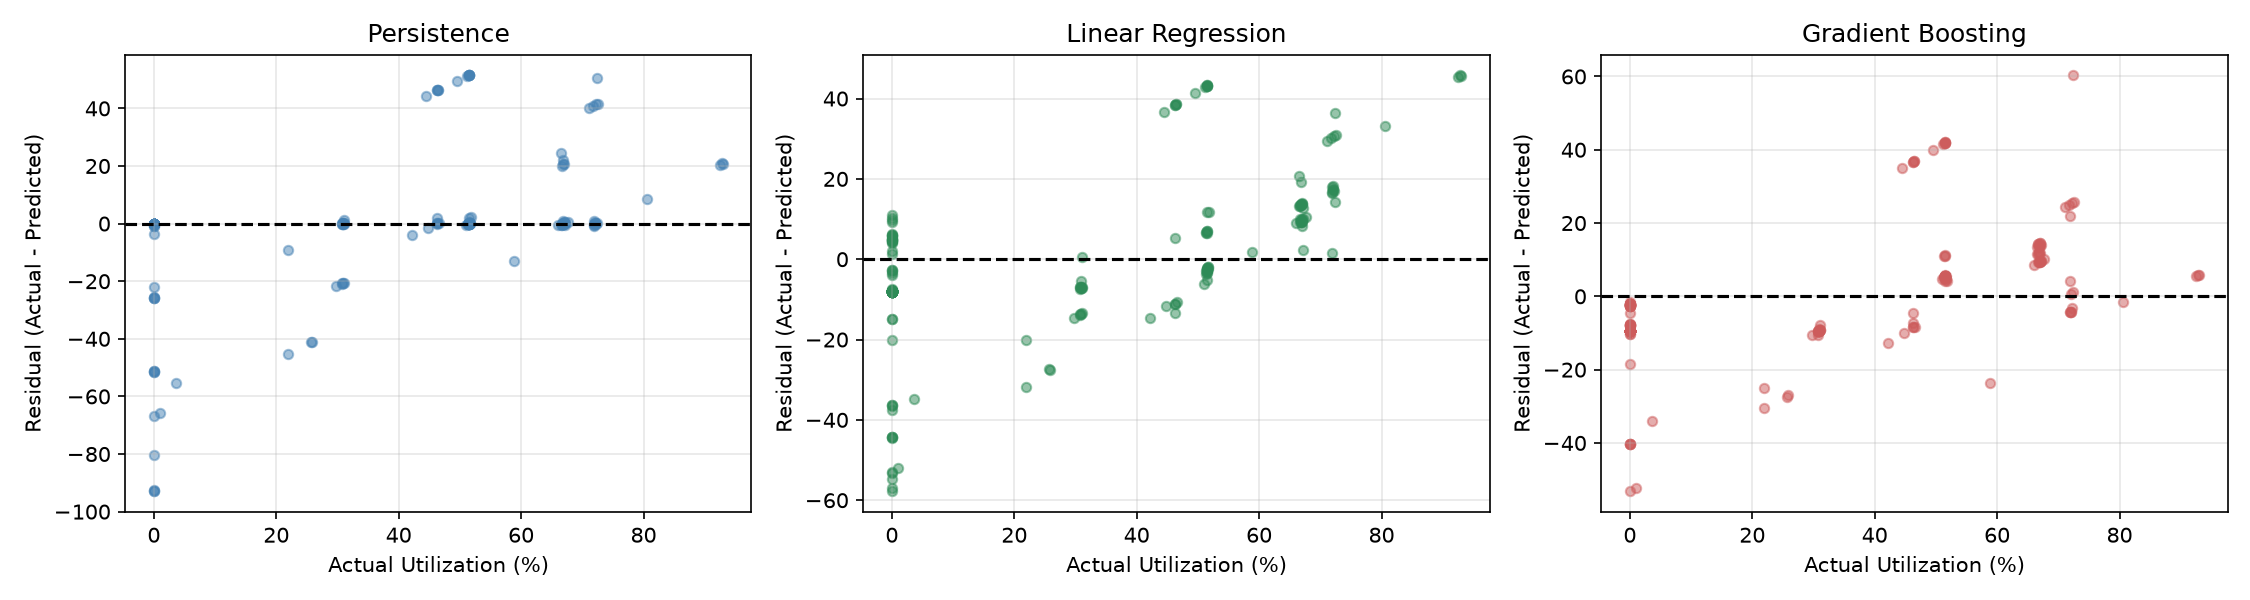 Persistence
Residual (Actual - Predicted)
40
20
0
−20
−40
−60
−80
−100
0 20 40 60 80
Actual Utilization (%)
Linear Regression
Residual (Actual - Predicted)
40
20
0
−20
−40
−60
0 20 40 60 80
Actual Utilization (%)
Gradient Boosting
Residual (Actual - Predicted)
60
40
20
0
−20
−40
0 20 40 60 80
Actual Utilization (%)